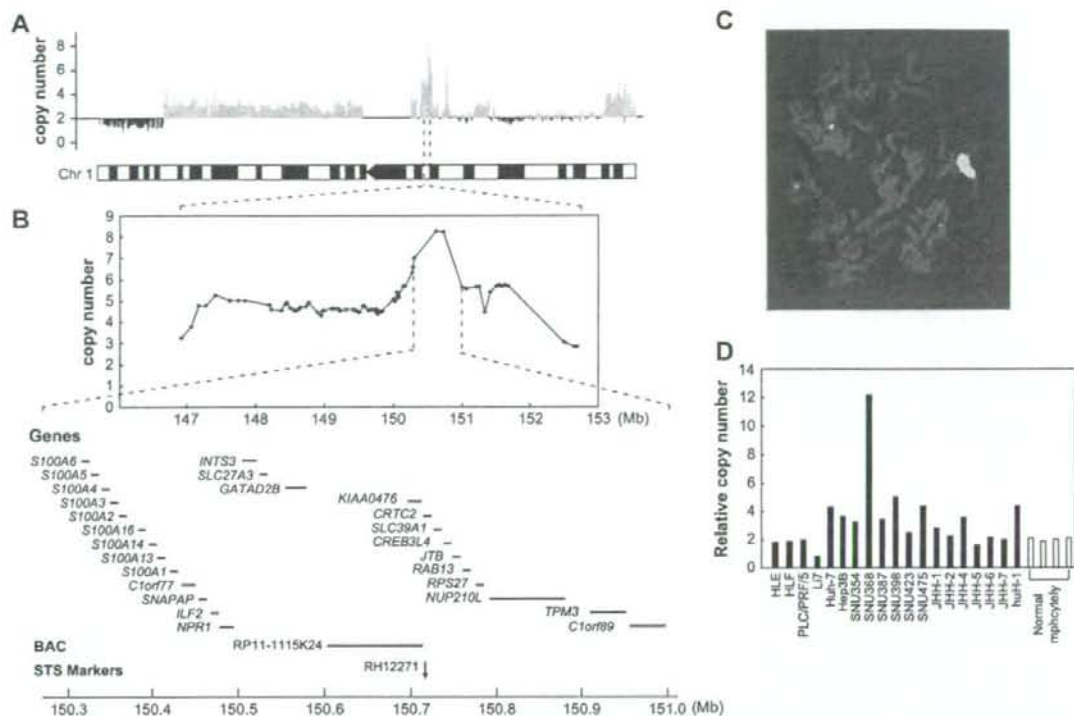 A
copy number
8
6
4
2
0
Chr 1
B
copy number
9
8
7
6
5
4
3
2
1
0
147 148 149 150 151 152 153 (Mb)
Genes
S100A6
S100A5
S100A4
S100A3
S100A2
S100A16
S100A14
S100A13
S100A1
C1orf77
SNAPAP
ILF2
NPR1
INTS3
SLC27A3
GATAD2B
KIAA0476
CRTC2
SLC39A1
CREB3L4
JTB
RAB13
RPS27
NUP210L
TPM3
C1orf89
BAC RP11-1115K24
STS Markers RH12271
150.3 150.4 150.5 150.6 150.7 150.8 150.9 151.0 (Mb)
C
D
Relative copy number
14
12
10
8
6
4
2
0
HLE
HLF
PLC/PRF/5
Li7
Huh-7
Hep3B
SNU354
SNU368
SNU387
SNU398
SNU423
SNU475
JHH-1
JHH-2
JHH-4
JHH-5
JHH-6
JHH-7
huH-1
Normal
mphcytely